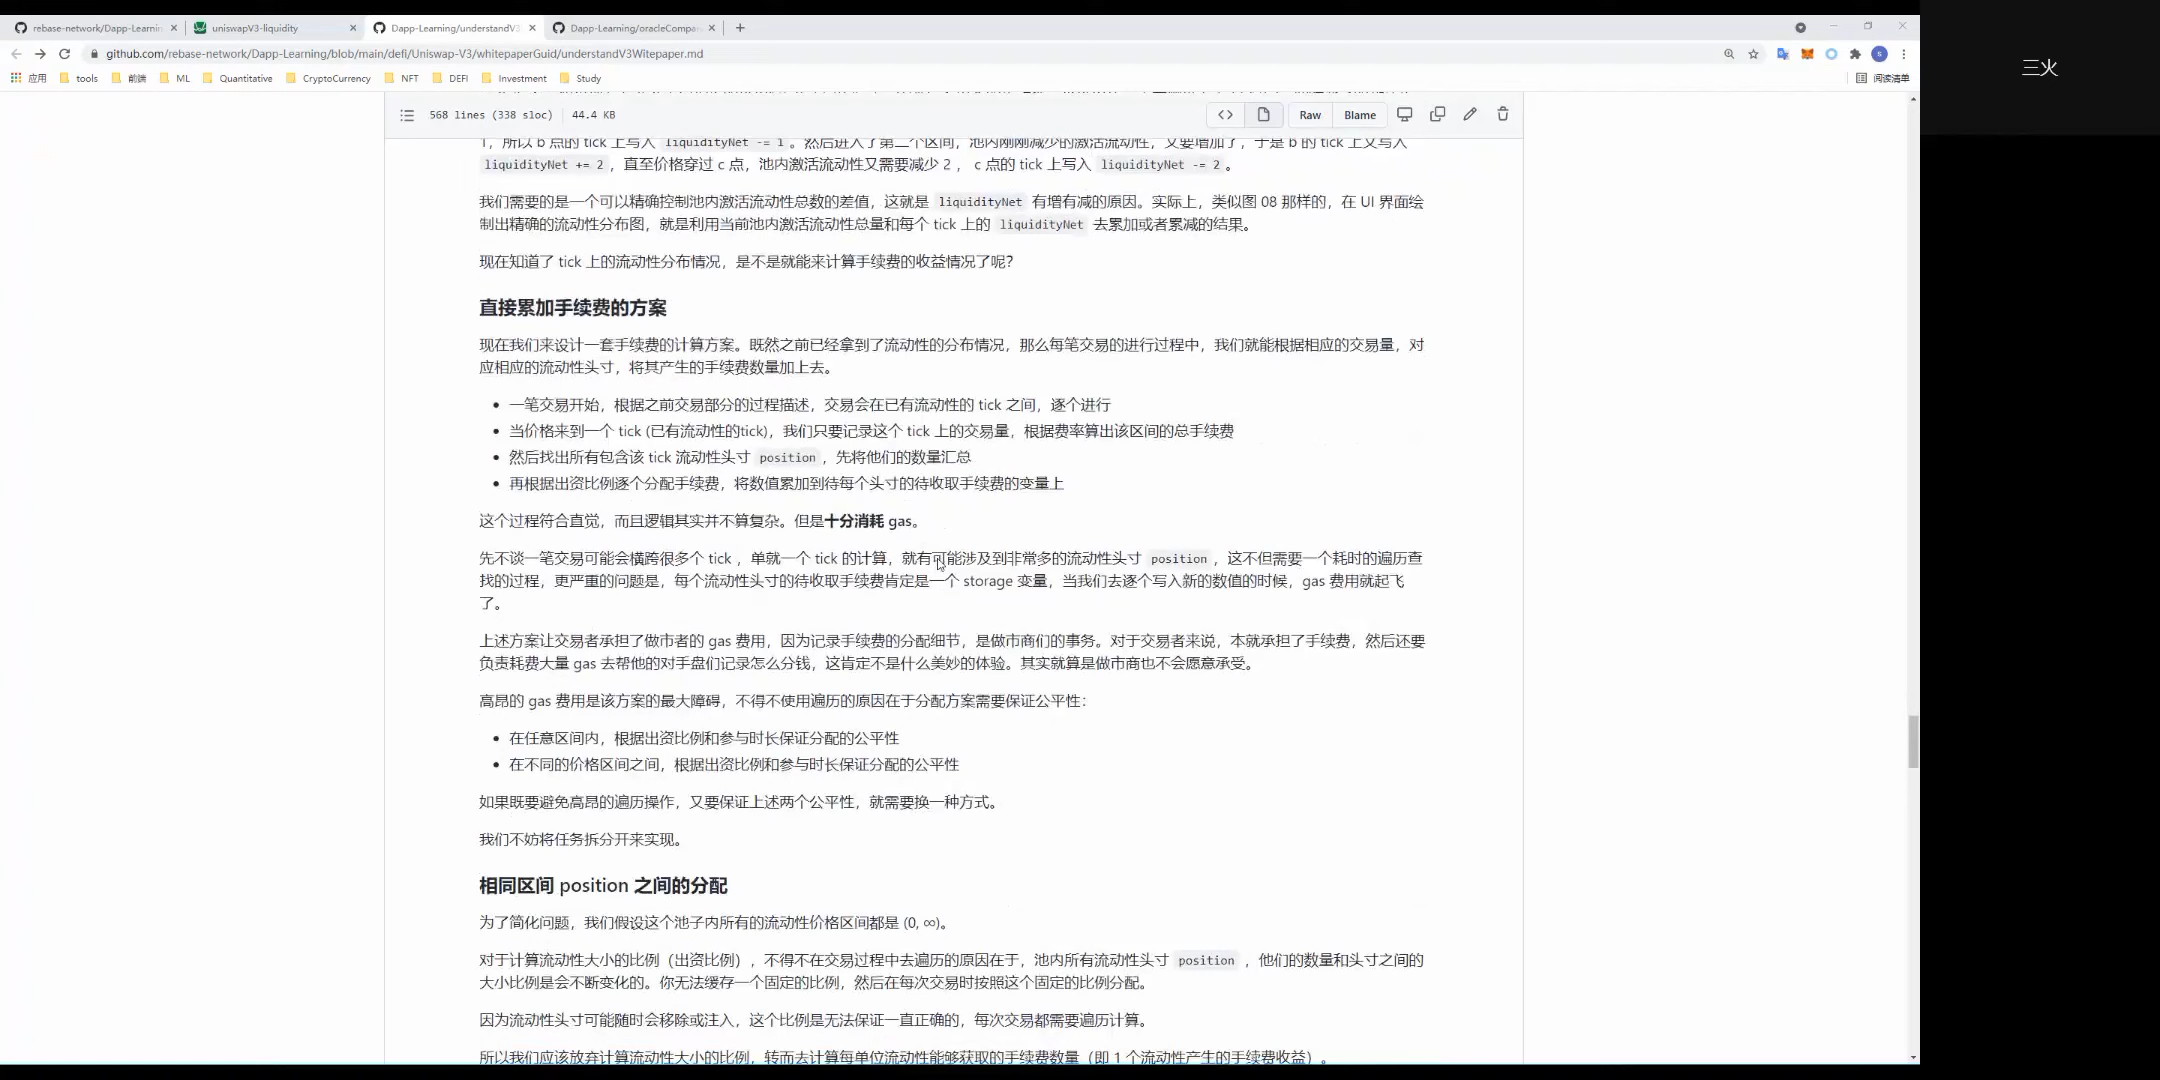 rebase-network/Dapp-Learnin
uniswapV3-liquidity
Dapp-Learning/understandV3
Dapp-Learning/oracleCompa
github.com/rebase-network/Dapp-Learning/blob/main/defi/Uniswap-V3/whitepaperGuid/understandV3Witepaper.md
应用 tools 前端 ML Quantitative CryptoCurrency NFT DEFI Investment Study 阅读清单
三火
568 lines (338 sloc) 44.4 KB
Raw Blame
1，所以 b 点的 tick 上写入 liquidityNet -= 1 。然后进入了第二个区间，池内刚刚减少的激活流动性，又要增加了，于是 b 的 tick 上又写入
liquidityNet += 2 ，直至价格穿过 c 点，池内激活流动性又需要减少 2 ， c 点的 tick 上写入 liquidityNet -= 2 。
我们需要的是一个可以精确控制池内激活流动性总数的差值，这就是 liquidityNet 有增有减的原因。实际上，类似图 08 那样的，在 UI 界面绘
制出精确的流动性分布图，就是利用当前池内激活流动性总量和每个 tick 上的 liquidityNet 去累加或者累减的结果。
现在知道了 tick 上的流动性分布情况，是不是就能来计算手续费的收益情况了呢？
直接累加手续费的方案
现在我们来设计一套手续费的计算方案。既然之前已经拿到了流动性的分布情况，那么每笔交易的进行过程中，我们就能根据相应的交易量，对
应相应的流动性头寸，将其产生的手续费数量加上去。
• 一笔交易开始，根据之前交易部分的过程描述，交易会在已有流动性的 tick 之间，逐个进行
• 当价格来到一个 tick (已有流动性的tick)，我们只要记录这个 tick 上的交易量，根据费率算出该区间的总手续费
• 然后找出所有包含该 tick 流动性头寸 position ，先将他们的数量汇总
• 再根据出资比例逐个分配手续费，将数值累加到待每个头寸的待收取手续费的变量上
这个过程符合直觉，而且逻辑其实并不算复杂。但是十分消耗 gas。
先不谈一笔交易可能会横跨很多个 tick ，单就一个 tick 的计算，就有可能涉及到非常多的流动性头寸 position ，这不但需要一个耗时的遍历查
找的过程，更严重的问题是，每个流动性头寸的待收取手续费肯定是一个 storage 变量，当我们去逐个写入新的数值的时候，gas 费用就起飞
了。
上述方案让交易者承担了做市者的 gas 费用，因为记录手续费的分配细节，是做市商们的事务。对于交易者来说，本就承担了手续费，然后还要
负责耗费大量 gas 去帮他的对手盘们记录怎么分钱，这肯定不是什么美妙的体验。其实就算是做市商也不会愿意承受。
高昂的 gas 费用是该方案的最大障碍，不得不使用遍历的原因在于分配方案需要保证公平性：
• 在任意区间内，根据出资比例和参与时长保证分配的公平性
• 在不同的价格区间之间，根据出资比例和参与时长保证分配的公平性
如果既要避免高昂的遍历操作，又要保证上述两个公平性，就需要换一种方式。
我们不妨将任务拆分开来实现。
相同区间 position 之间的分配
为了简化问题，我们假设这个池子内所有的流动性价格区间都是 (0, ∞)。
对于计算流动性大小的比例（出资比例），不得不在交易过程中去遍历的原因在于，池内所有流动性头寸 position ，他们的数量和头寸之间的
大小比例是会不断变化的。你无法缓存一个固定的比例，然后在每次交易时按照这个固定的比例分配。
因为流动性头寸可能随时会移除或注入，这个比例是无法保证一直正确的，每次交易都需要遍历计算。
所以我们应该放弃计算流动性大小的比例，转而去计算每单位流动性能够获取的手续费数量（即 1 个流动性产生的手续费收益）。